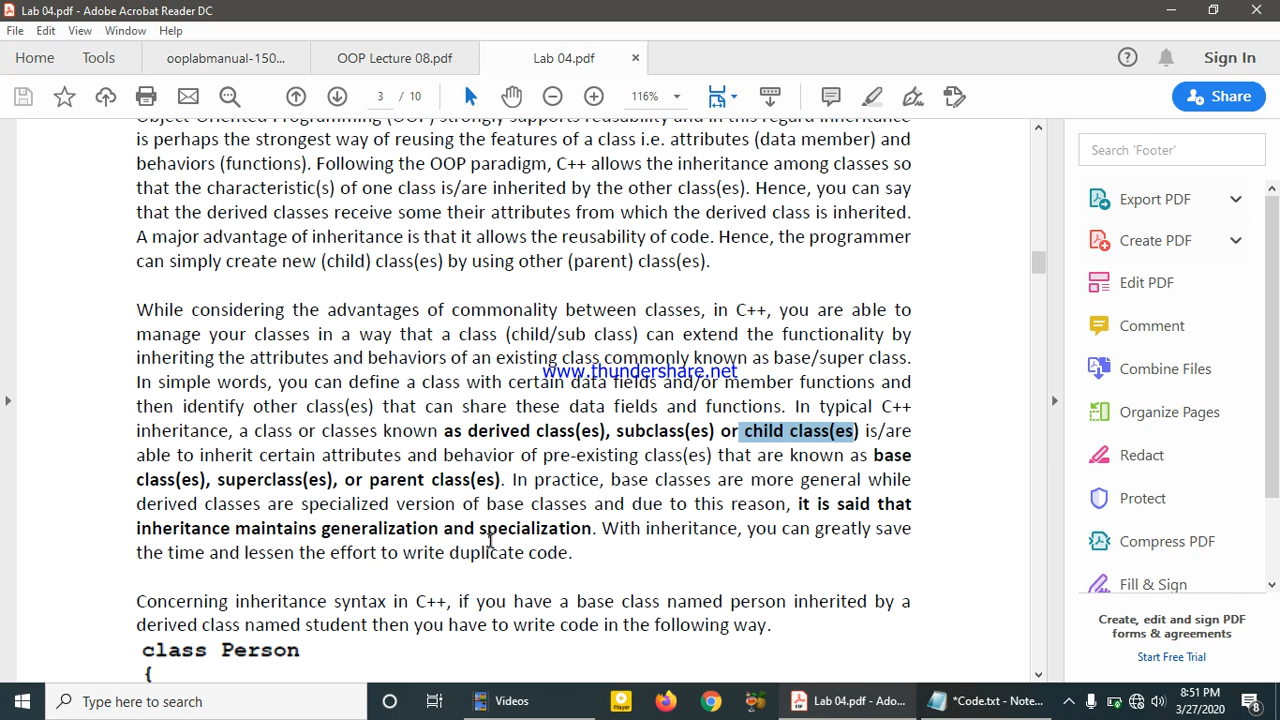 Lab 04.pdf - Adobe Acrobat Reader DC
File Edit View Window Help
Home Tools ooplabmanual-150... OOP Lecture 08.pdf Lab 04.pdf × Sign In
3 / 10 116% Share
Object Oriented Programming (OOP) strongly supports reusability and in this regard inheritance
is perhaps the strongest way of reusing the features of a class i.e. attributes (data member) and
behaviors (functions). Following the OOP paradigm, C++ allows the inheritance among classes so
that the characteristic(s) of one class is/are inherited by the other class(es). Hence, you can say
that the derived classes receive some their attributes from which the derived class is inherited.
A major advantage of inheritance is that it allows the reusability of code. Hence, the programmer
can simply create new (child) class(es) by using other (parent) class(es).
While considering the advantages of commonality between classes, in C++, you are able to
manage your classes in a way that a class (child/sub class) can extend the functionality by
inheriting the attributes and behaviors of an existing class commonly known as base/super class.
www.thundershare.net
In simple words, you can define a class with certain data fields and/or member functions and
then identify other class(es) that can share these data fields and functions. In typical C++
inheritance, a class or classes known as derived class(es), subclass(es) or child class(es) is/are
able to inherit certain attributes and behavior of pre-existing class(es) that are known as base
class(es), superclass(es), or parent class(es). In practice, base classes are more general while
derived classes are specialized version of base classes and due to this reason, it is said that
inheritance maintains generalization and specialization. With inheritance, you can greatly save
the time and lessen the effort to write duplicate code.
Concerning inheritance syntax in C++, if you have a base class named person inherited by a
derived class named student then you have to write code in the following way.
class Person
{
Search 'Footer'
Export PDF
Create PDF
Edit PDF
Comment
Combine Files
Organize Pages
Redact
Protect
Compress PDF
Fill & Sign
Create, edit and sign PDF
forms & agreements
Start Free Trial
Type here to search
Videos
Player
Lab 04.pdf - Ado...
*Code.txt - Note...
8:51 PM
3/27/2020
8